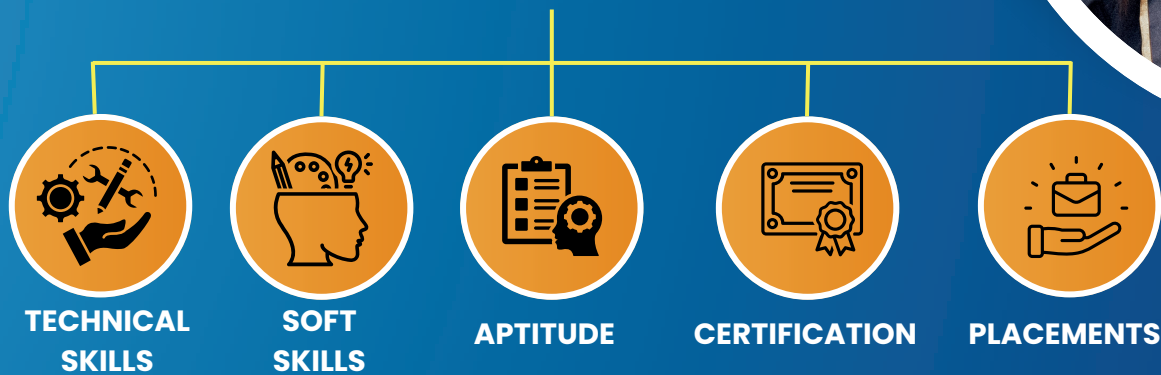 TECHNICAL
SKILLS
SOFT
SKILLS
APTITUDE
CERTIFICATION
PLACEMENTS